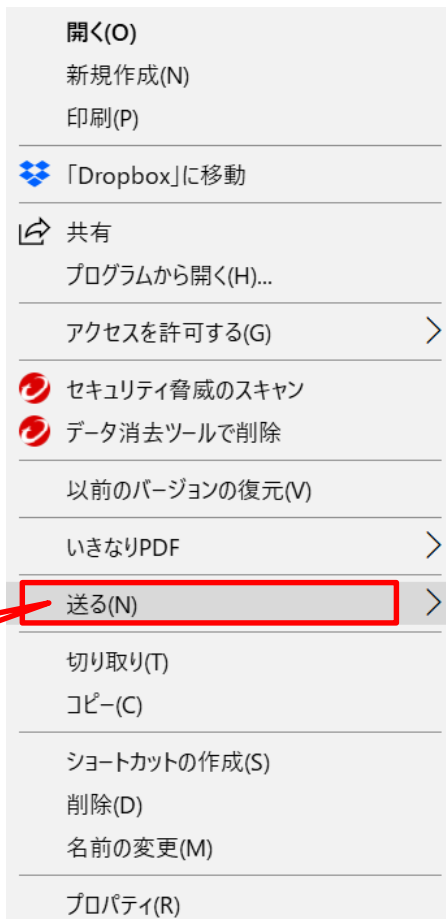 開く(O)
新規作成(N)
印刷(P)
「Dropbox」に移動
共有
プログラムから開く(H)...
アクセスを許可する(G)
セキュリティ脅威のスキャン
データ消去ツールで削除
以前のバージョンの復元(V)
いきなりPDF
送る(N)
切り取り(T)
コピー(C)
ショートカットの作成(S)
削除(D)
名前の変更(M)
プロパティ(R)